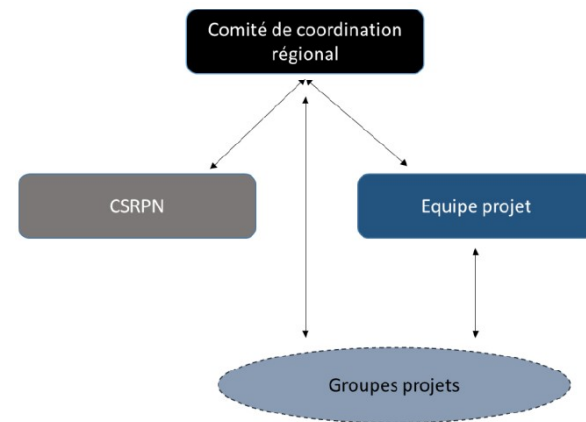 Comité de coordination
régional
CSRPN
Equipe projet
Groupes projets